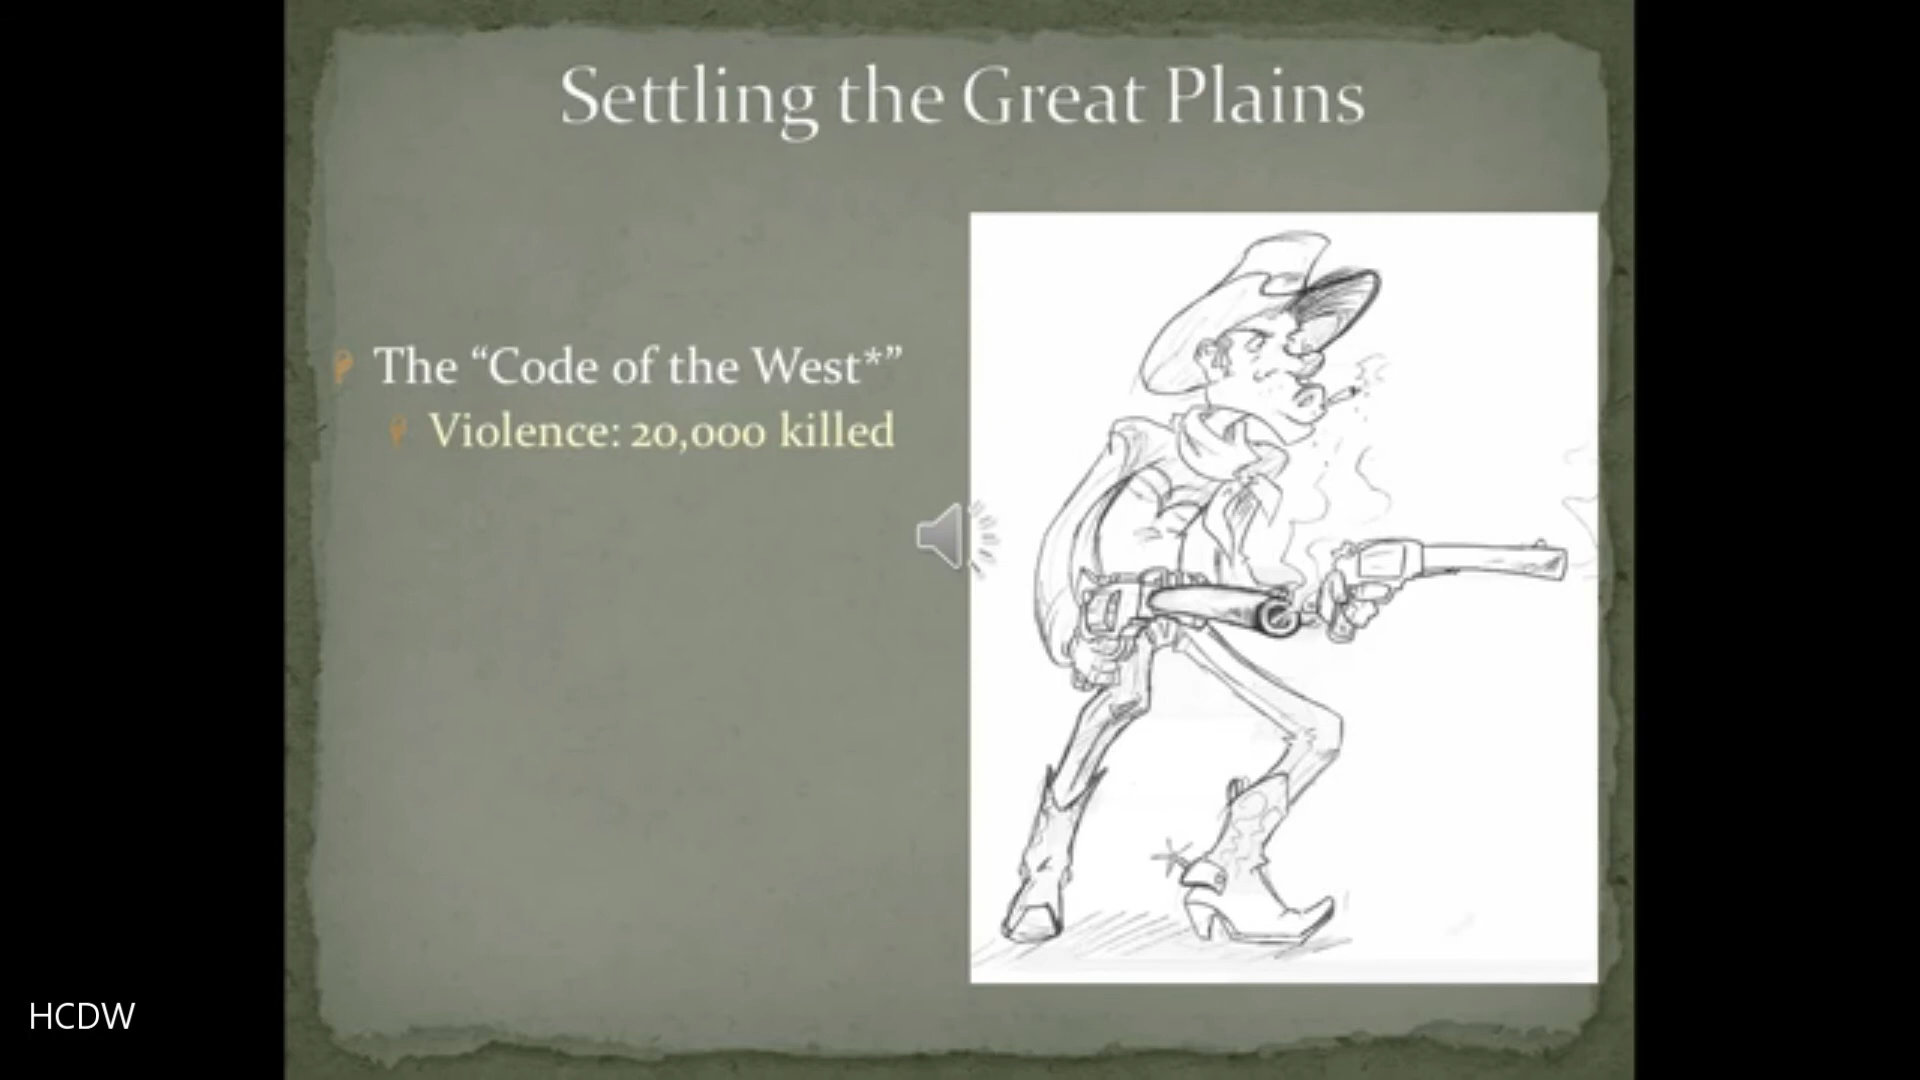 Settling the Great Plains
The “Code of the West*”
Violence: 20,000 killed
HCDW